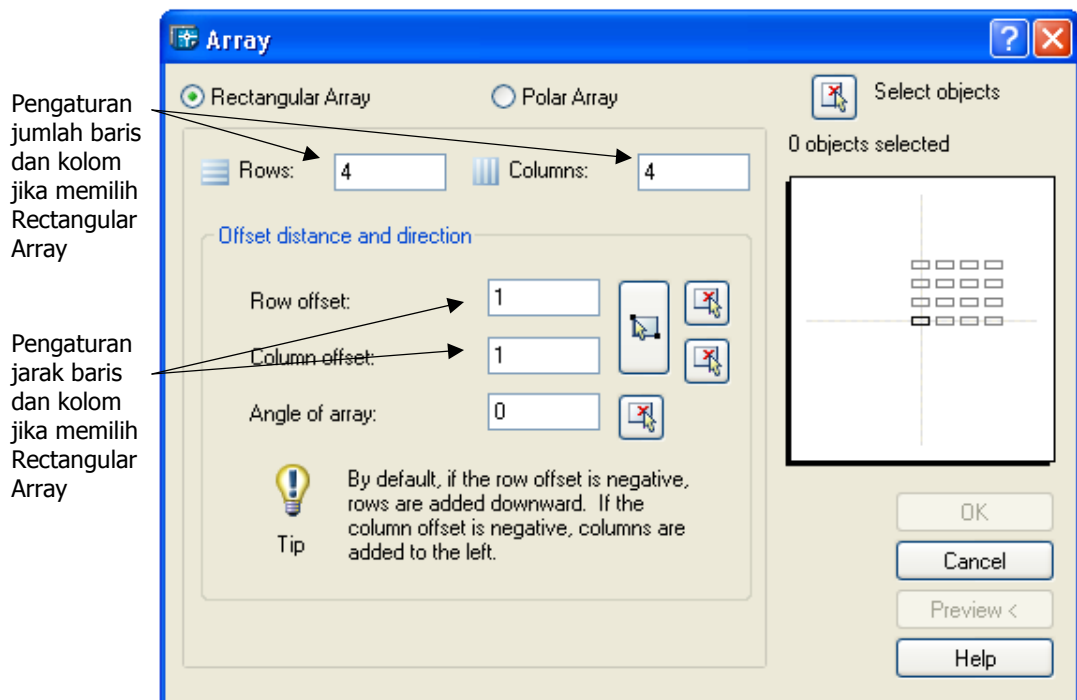 Array
Pengaturan
jumlah baris
dan kolom
jika memilih
Rectangular
Array
Pengaturan
jarak baris
dan kolom
jika memilih
Rectangular
Array
Rectangular Array
Polar Array
Select objects
0 objects selected
Rows: 4
Columns: 4
Offset distance and direction
Row offset: 1
Column offset: 1
Angle of array: 0
Tip
By default, if the row offset is negative,
rows are added downward. If the
column offset is negative, columns are
added to the left.
OK
Cancel
Preview <
Help